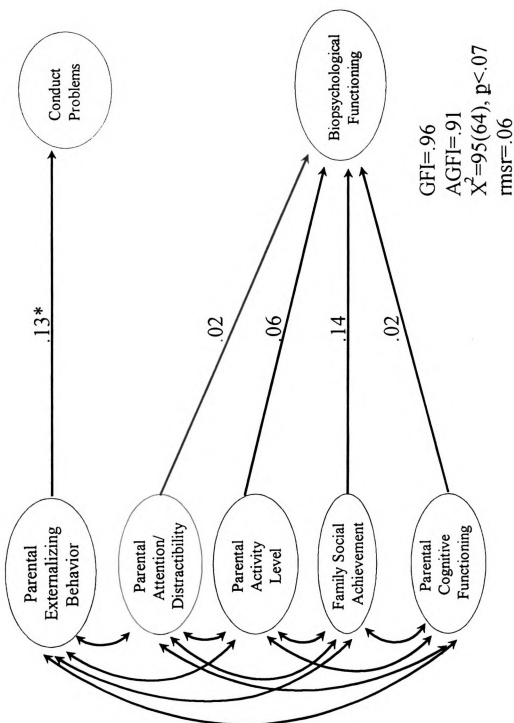 Parental
Externalizing
Behavior
.13*
Conduct
Problems
Parental
Attention/
Distractibility
.02
Parental
Activity
Level
.06
Biopsychological
Functioning
Family Social
Achievement
.14
Parental
Cognitive
Functioning
.02
GFI=.96
AGFI=.91
X²=95(64), p<.07
rmsr=.06